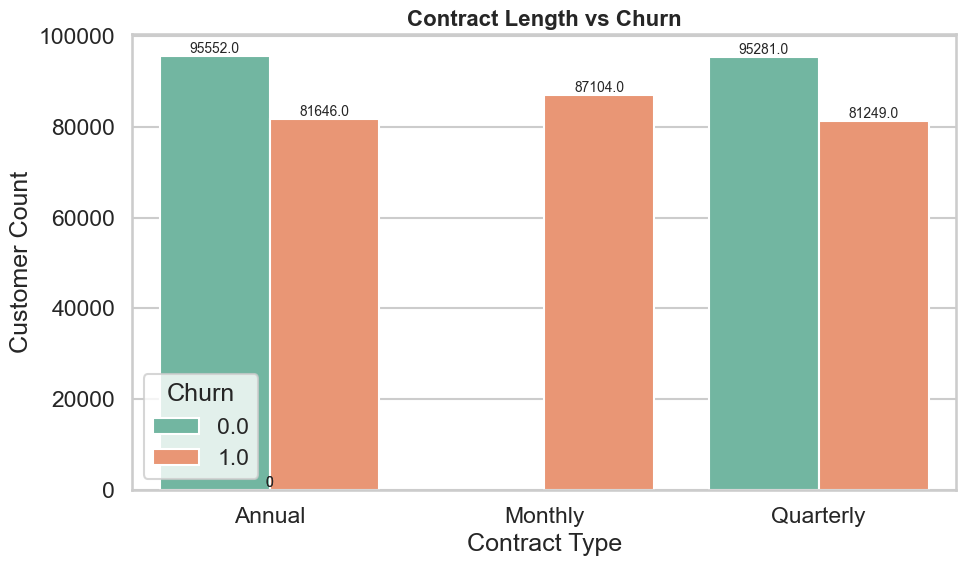 Contract Length vs Churn
Customer Count
100000
80000
60000
40000
20000
0
95552.0
81646.0
87104.0
95281.0
81249.0
Churn
0.0
1.0
0
Annual
Monthly
Quarterly
Contract Type